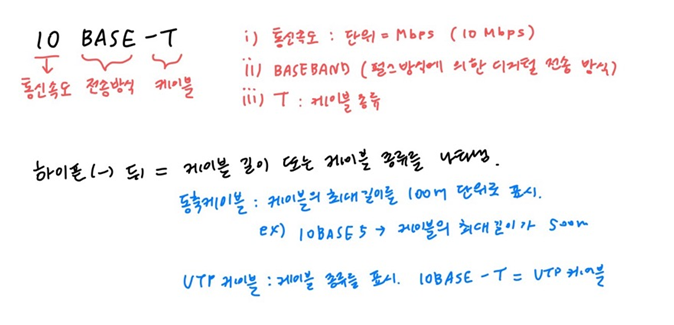 10 BASE -T
통신속도 전송방식 케이블
i) 통신속도 : 단위 = Mbps (10 Mbps)
ii) BASEBAND (펄스방식에 의한 디지털 전송 방식)
iii) T : 케이블 종류
하이픈(-) 뒤 = 케이블 길이 또는 케이블 종류를 나타냄.
동축케이블 : 케이블의 최대길이를 100m 단위로 표시.
ex) 10BASE5 → 케이블의 최대길이가 500m
UTP 케이블 : 케이블 종류를 표시. 10BASE -T = UTP 케이블